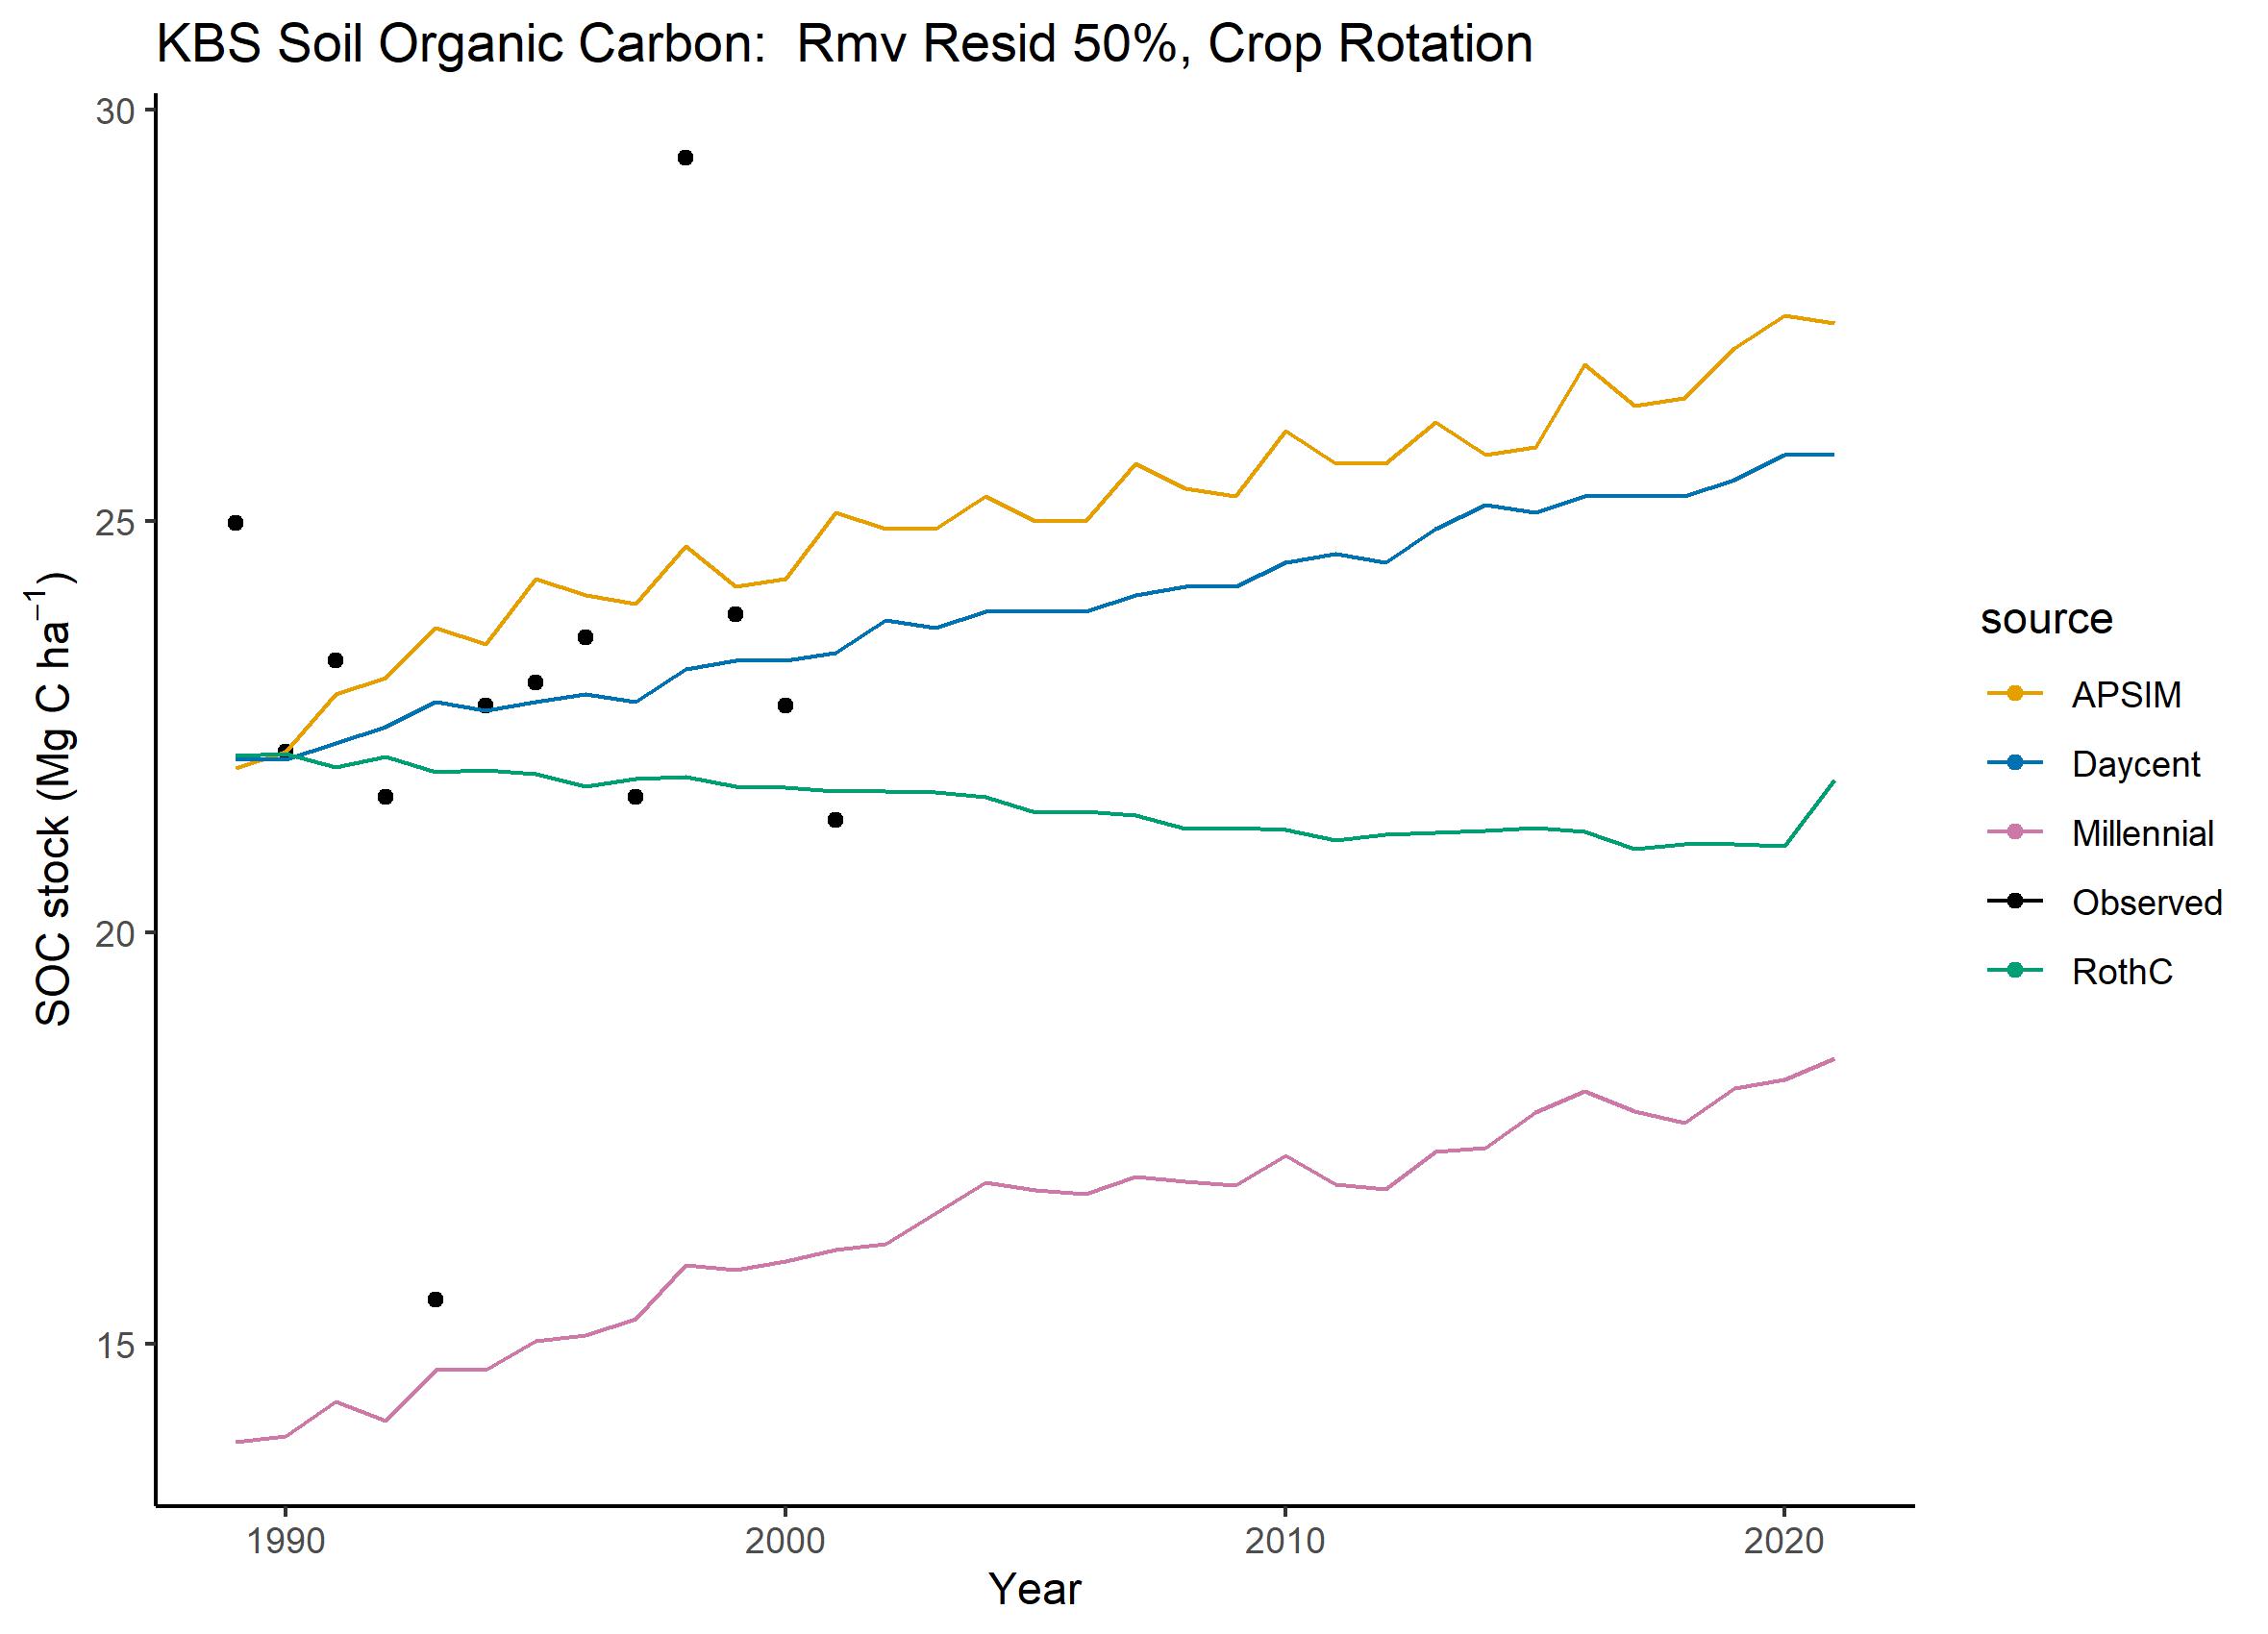 KBS Soil Organic Carbon:  Rmv Resid 50%, Crop Rotation
30
25
20
15
SOC stock (Mg C ha⁻¹)
1990 2000 2010 2020
Year
source
APSIM
Daycent
Millennial
Observed
RothC